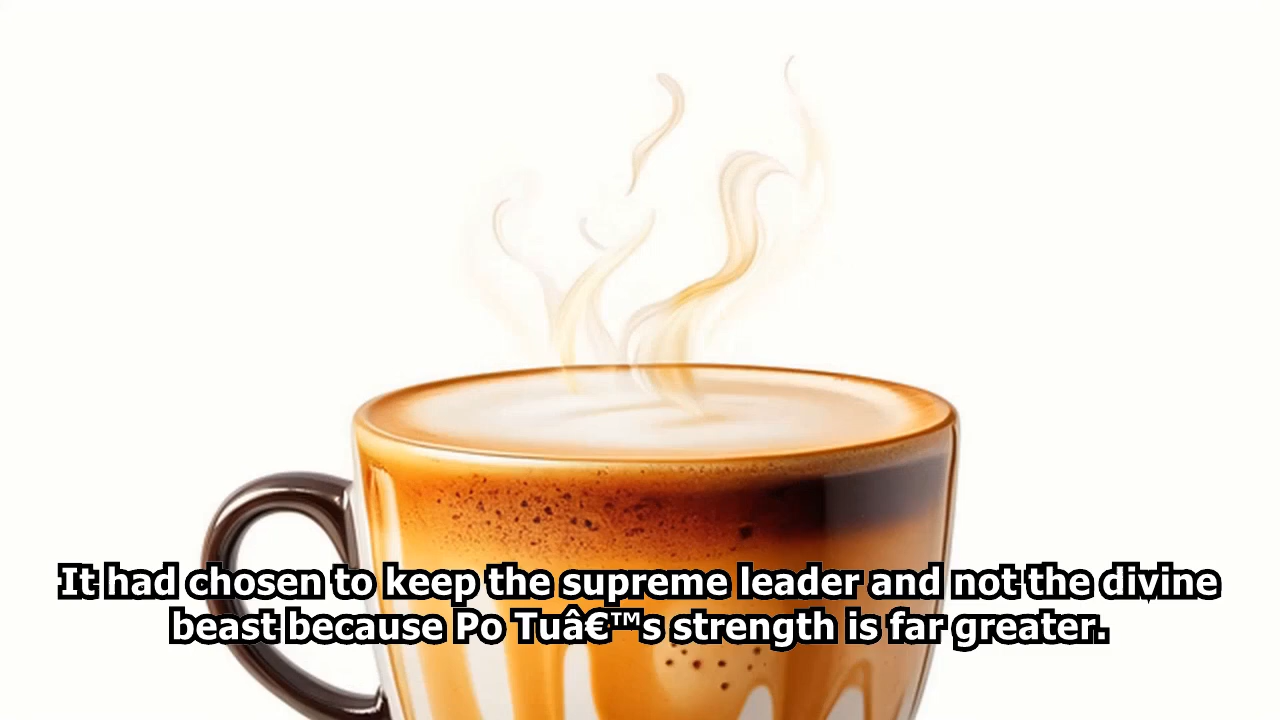 It had chosen to keep the supreme leader and not the divine
beast because Po Tuâ€™s strength is far greater.